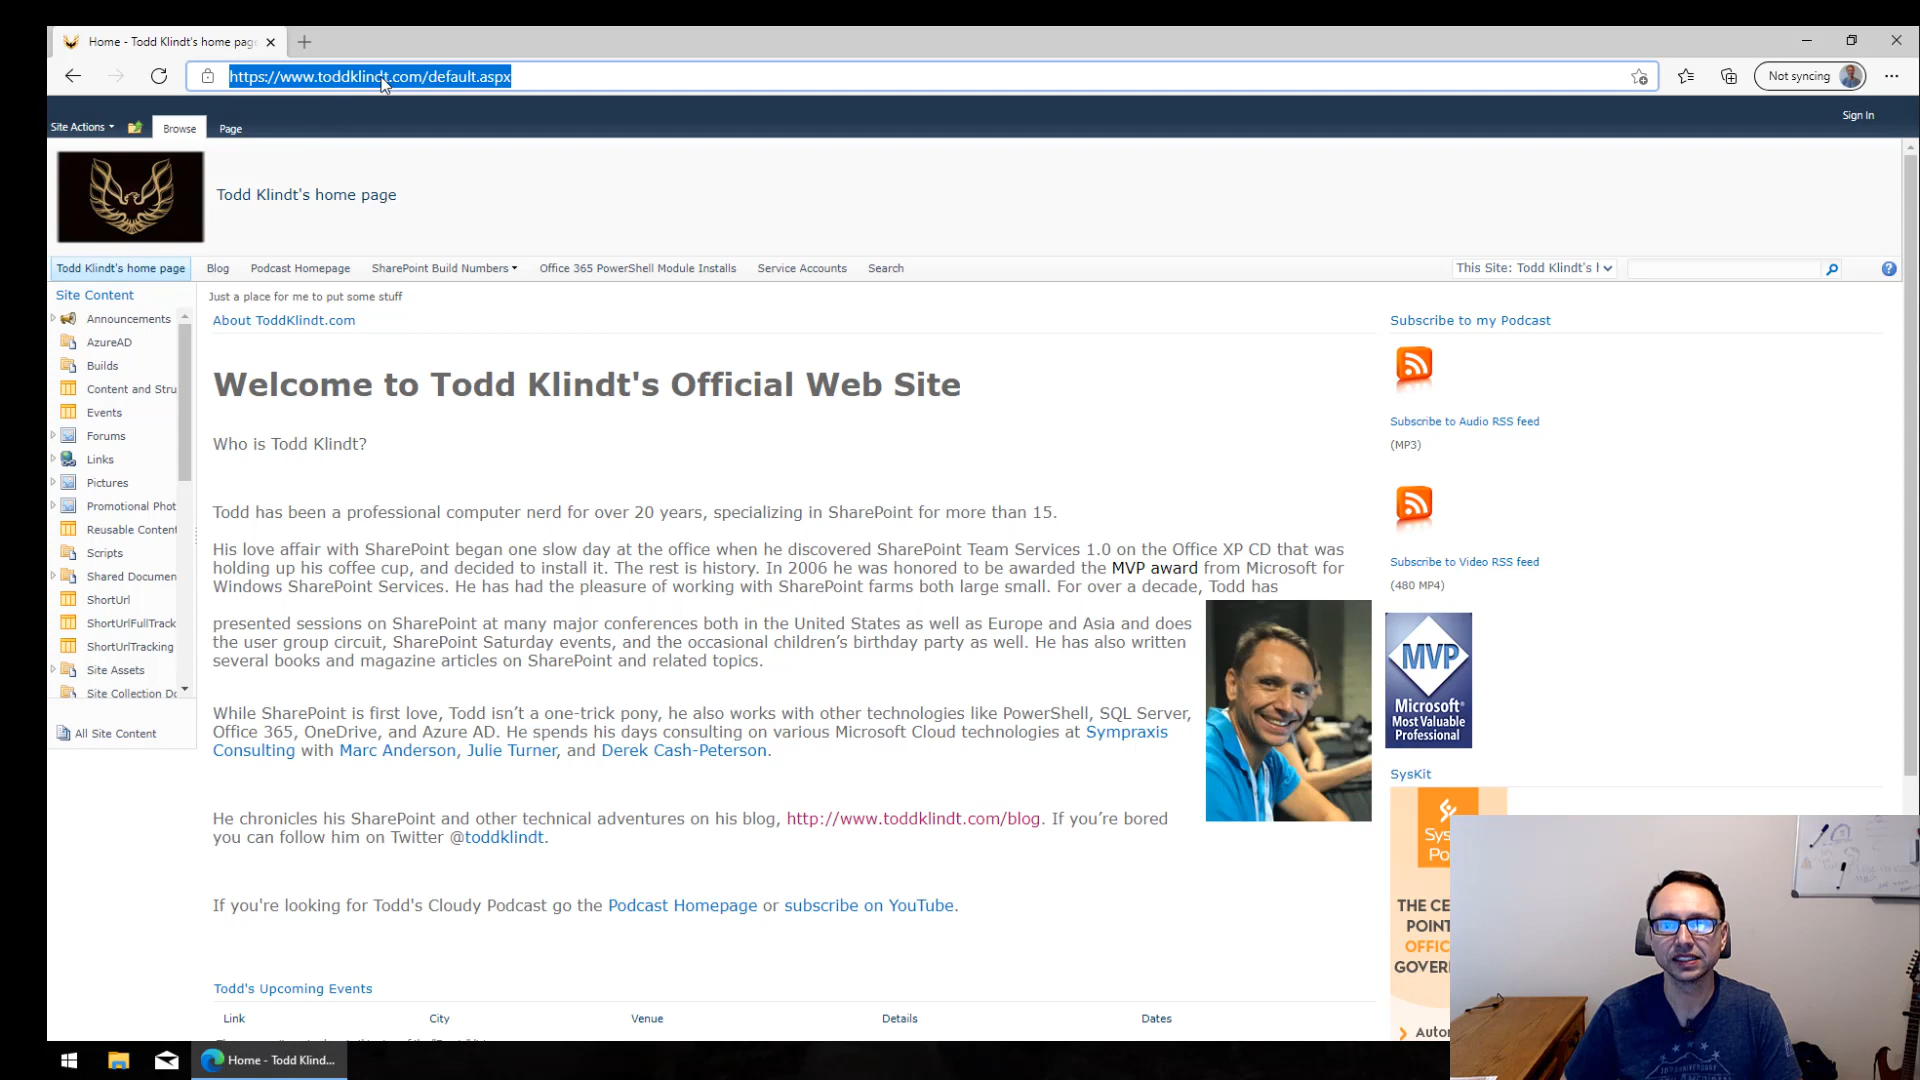 Home - Todd Klindt's home pag
https://www.toddklindt.com/default.aspx
Not syncing
Site Actions
Browse
Page
Sign In
Todd Klindt's home page
Todd Klindt's home page
Blog
Podcast Homepage
SharePoint Build Numbers
Office 365 PowerShell Module Installs
Service Accounts
Search
This Site: Todd Klindt's
Site Content
Announcements
AzureAD
Builds
Content and Stru
Events
Forums
Links
Pictures
Promotional Phot
Reusable Content
Scripts
Shared Documen
ShortUrl
ShortUrlFullTrack
ShortUrlTracking
Site Assets
Site Collection Do
All Site Content
Just a place for me to put some stuff
About ToddKlindt.com
Welcome to Todd Klindt's Official Web Site
Who is Todd Klindt?
Todd has been a professional computer nerd for over 20 years, specializing in SharePoint for more than 15.
His love affair with SharePoint began one slow day at the office when he discovered SharePoint Team Services 1.0 on the Office XP CD that was
holding up his coffee cup, and decided to install it. The rest is history. In 2006 he was honored to be awarded the MVP award from Microsoft for
Windows SharePoint Services. He has had the pleasure of working with SharePoint farms both large small. For over a decade, Todd has
presented sessions on SharePoint at many major conferences both in the United States as well as Europe and Asia and does
the user group circuit, SharePoint Saturday events, and the occasional children's birthday party as well. He has also written
several books and magazine articles on SharePoint and related topics.
While SharePoint is first love, Todd isn't a one-trick pony, he also works with other technologies like PowerShell, SQL Server,
Office 365, OneDrive, and Azure AD. He spends his days consulting on various Microsoft Cloud technologies at Sympraxis
Consulting with Marc Anderson, Julie Turner, and Derek Cash-Peterson.
He chronicles his SharePoint and other technical adventures on his blog, http://www.toddklindt.com/blog. If you're bored
you can follow him on Twitter @toddklindt.
If you're looking for Todd's Cloudy Podcast go the Podcast Homepage or subscribe on YouTube.
Todd's Upcoming Events
Link
City
Venue
Details
Dates
Subscribe to my Podcast
Subscribe to Audio RSS feed
(MP3)
Subscribe to Video RSS feed
(480 MP4)
MVP
Microsoft
Most Valuable
Professional
SysKit
Sys
Po
THE CE
POINT
OFFIC
GOVER
Autor
Home - Todd Klind...